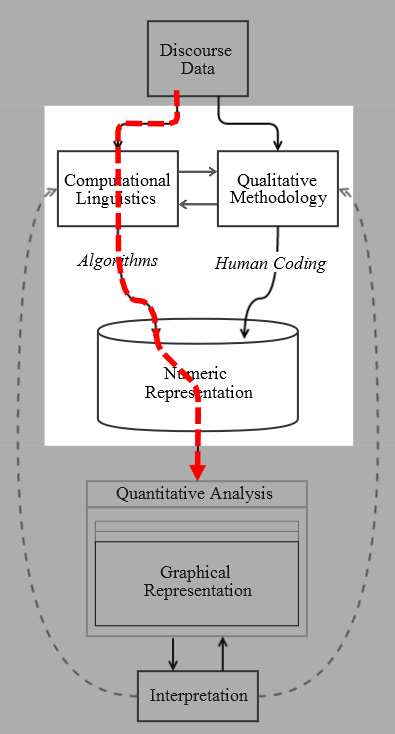 Discourse
Data
Computational
Linguistics
Qualitative
Methodology
Algorithms
Human Coding
Numeric
Representation
Quantitative Analysis
Graphical
Representation
Interpretation